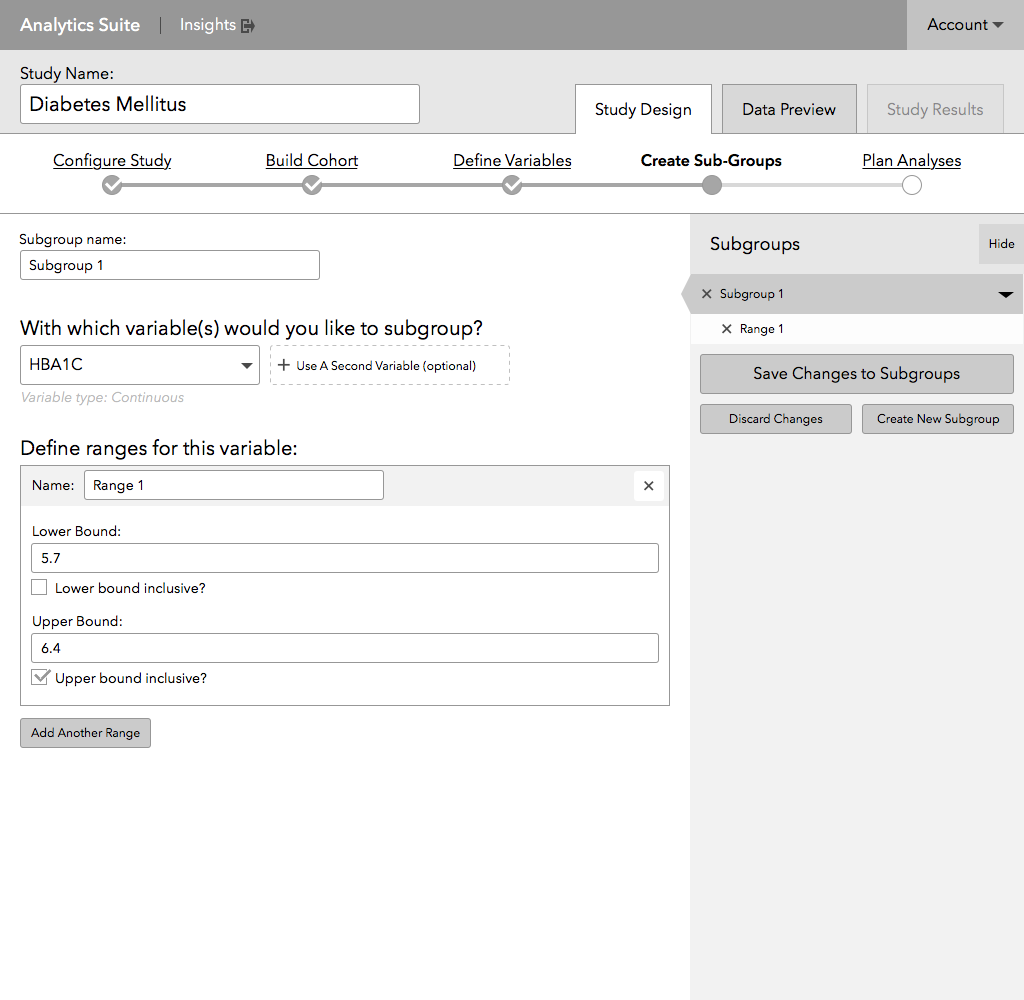 Analytics Suite | Insights
Account
Study Name:
Diabetes Mellitus
Study Design
Data Preview
Study Results
Configure Study
Build Cohort
Define Variables
Create Sub-Groups
Plan Analyses
Subgroup name:
Subgroup 1
With which variable(s) would you like to subgroup?
HBA1C
+ Use A Second Variable (optional)
Variable type: Continuous
Define ranges for this variable:
Name: Range 1
Lower Bound:
5.7
Lower bound inclusive?
Upper Bound:
6.4
Upper bound inclusive?
Add Another Range
Subgroups
Hide
Subgroup 1
Range 1
Save Changes to Subgroups
Discard Changes
Create New Subgroup